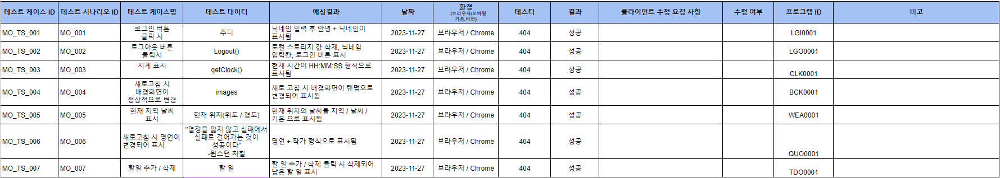 테스트 케이스 ID 테스트 시나리오 ID 테스트 케이스명 테스트 데이터 예상결과 날짜 환경 (브라우저/모바일 기종,버전) 테스터 결과 클라이언트 수정 요청 사항 수정 여부 프로그램 ID 비고
MO_TS_001 MO_001 로그인 버튼 클릭 시 주디 닉네임 입력 후 안녕 + 닉네임이 표시됨 2023-11-27 브라우저 / Chrome 404 성공 LGI0001
MO_TS_002 MO_002 로그아웃 버튼 클릭시 Logout() 로컬 스토리지 값 삭제, 닉네임 입력칸, 로그인 버튼 표시 2023-11-27 브라우저 / Chrome 404 성공 LGO0001
MO_TS_003 MO_003 시계 표시 getClock() 현재 시간이 HH:MM:SS 형식으로 표시됨 2023-11-27 브라우저 / Chrome 404 성공 CLK0001
MO_TS_004 MO_004 새로고침 시 배경화면이 정상적으로 변경 images 새로 고침 시 배경화면이 랜덤으로 변경되어 표시됨 2023-11-27 브라우저 / Chrome 404 성공 BCK0001
MO_TS_005 MO_005 현재 지역 날씨 표시 현재 위치(위도 / 경도) 현재 위치의 날씨를 지역 / 날씨 / 기온 으로 표시됨 2023-11-27 브라우저 / Chrome 404 성공 WEA0001
MO_TS_006 MO_006 새로고침 시 명언이 변경되어 표시 "열정을 잃지 않고 실패에서 실패로 걸어가는 것이 성공이다" -윈스턴 처칠 명언 + 작가 형식으로 표시됨 2023-11-27 브라우저 / Chrome 404 성공 QUO0001
MO_TS_007 MO_007 할일 추가 / 삭제 할 일 할 일 추가 / 삭제 클릭 시 삭제되어 남은 할 일 표시 2023-11-27 브라우저 / Chrome 404 성공 TDO0001